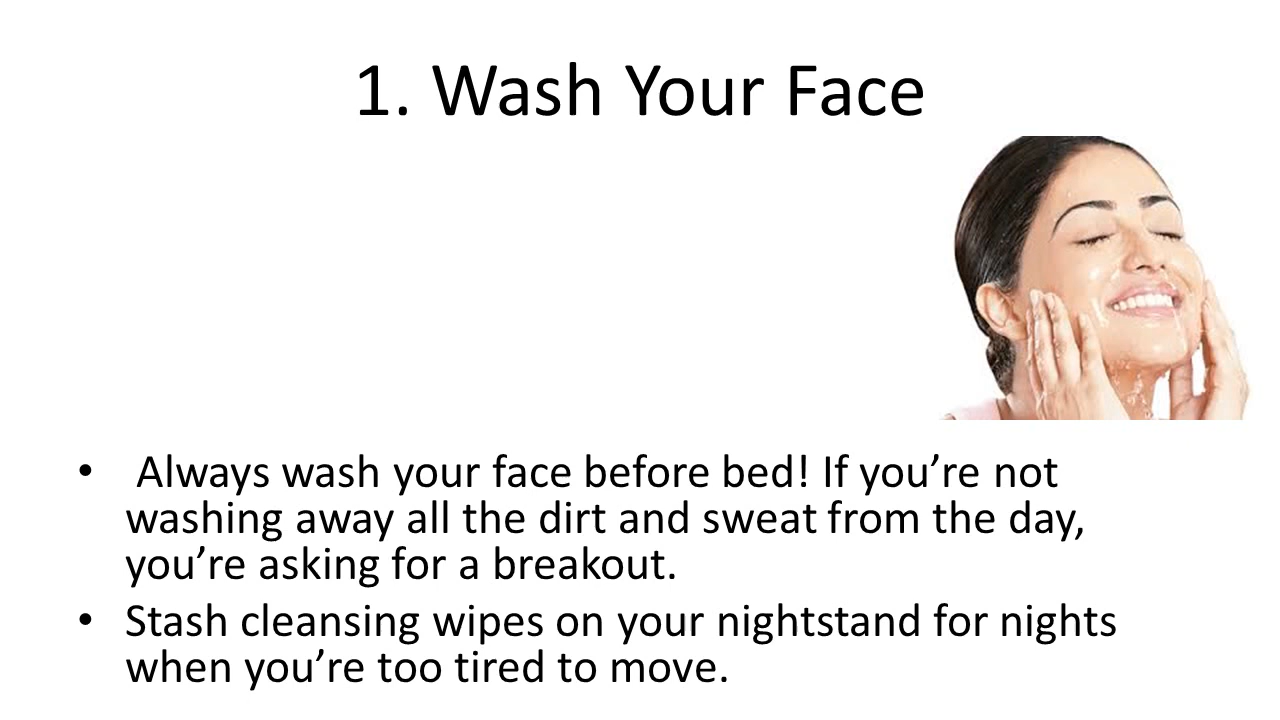 1. Wash Your Face
• Always wash your face before bed! If you’re not
washing away all the dirt and sweat from the day,
you’re asking for a breakout.
• Stash cleansing wipes on your nightstand for nights
when you’re too tired to move.